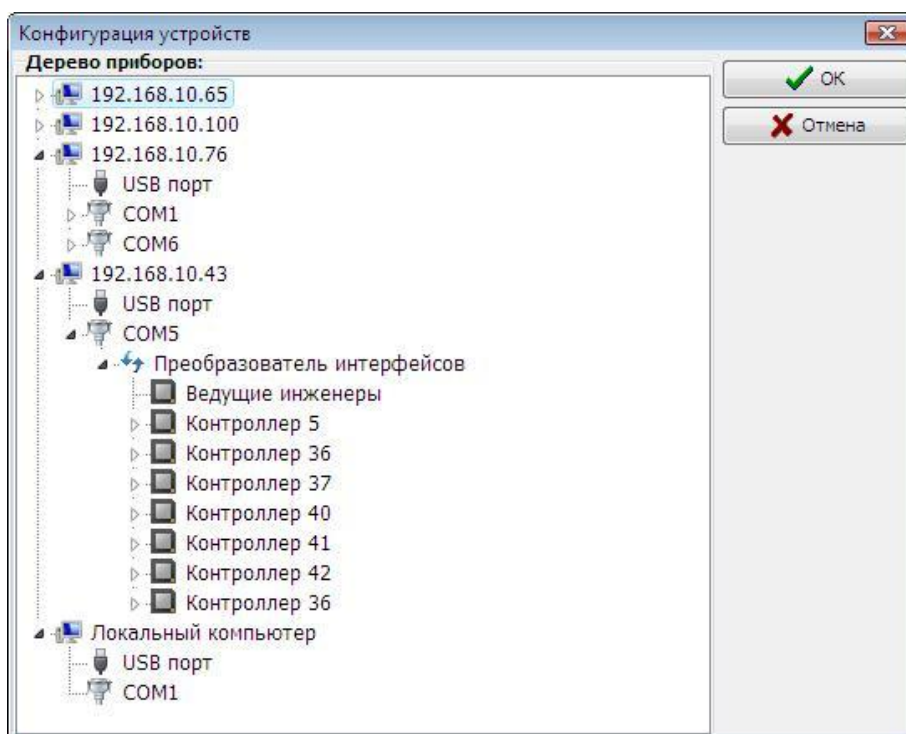 Конфигурация устройств
Дерево приборов:
192.168.10.65
192.168.10.100
192.168.10.76
USB порт
COM1
COM6
192.168.10.43
USB порт
COM5
Преобразователь интерфейсов
Ведущие инженеры
Контроллер 5
Контроллер 36
Контроллер 37
Контроллер 40
Контроллер 41
Контроллер 42
Контроллер 36
Локальный компьютер
USB порт
COM1
ОК
Отмена